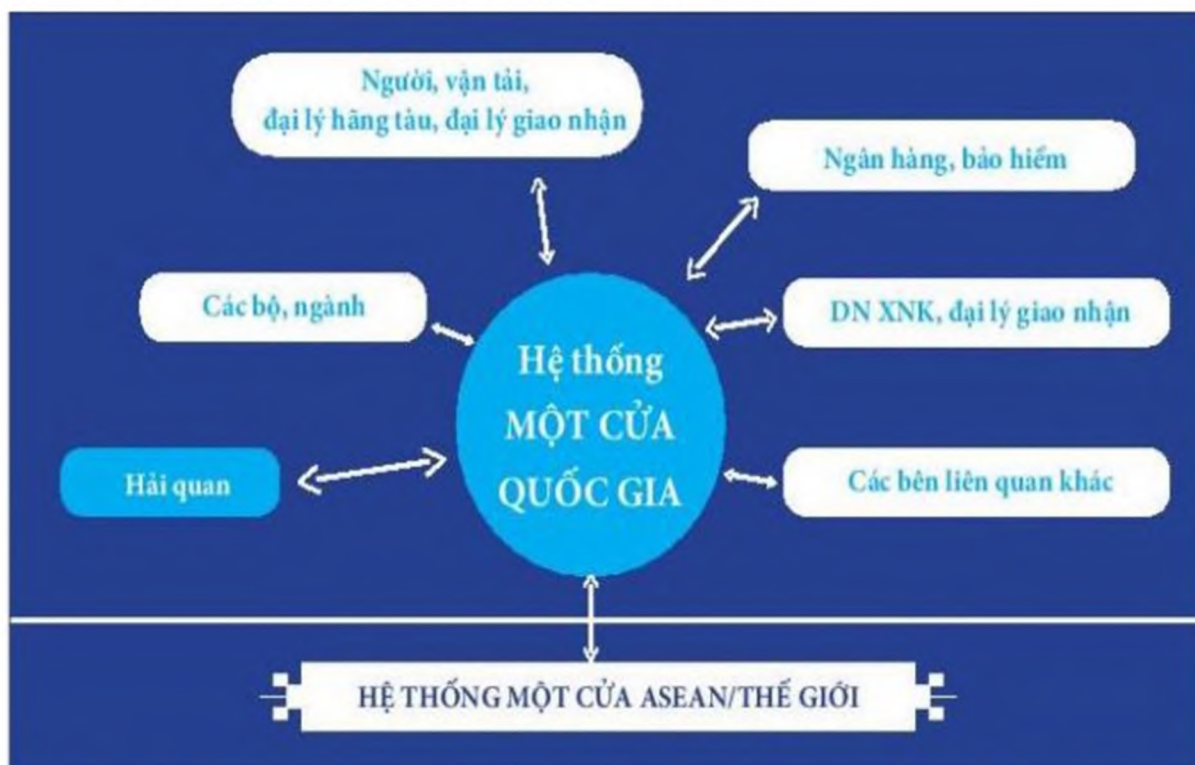 Người, vận tải,
đại lý hãng tàu, đại lý giao nhận
Ngân hàng, bảo hiểm
Các bộ, ngành
DN XNK, đại lý giao nhận
Hệ thống
MỘT CỬA
QUỐC GIA
Hải quan
Các bên liên quan khác
HỆ THỐNG MỘT CỬA ASEAN/THẾ GIỚI